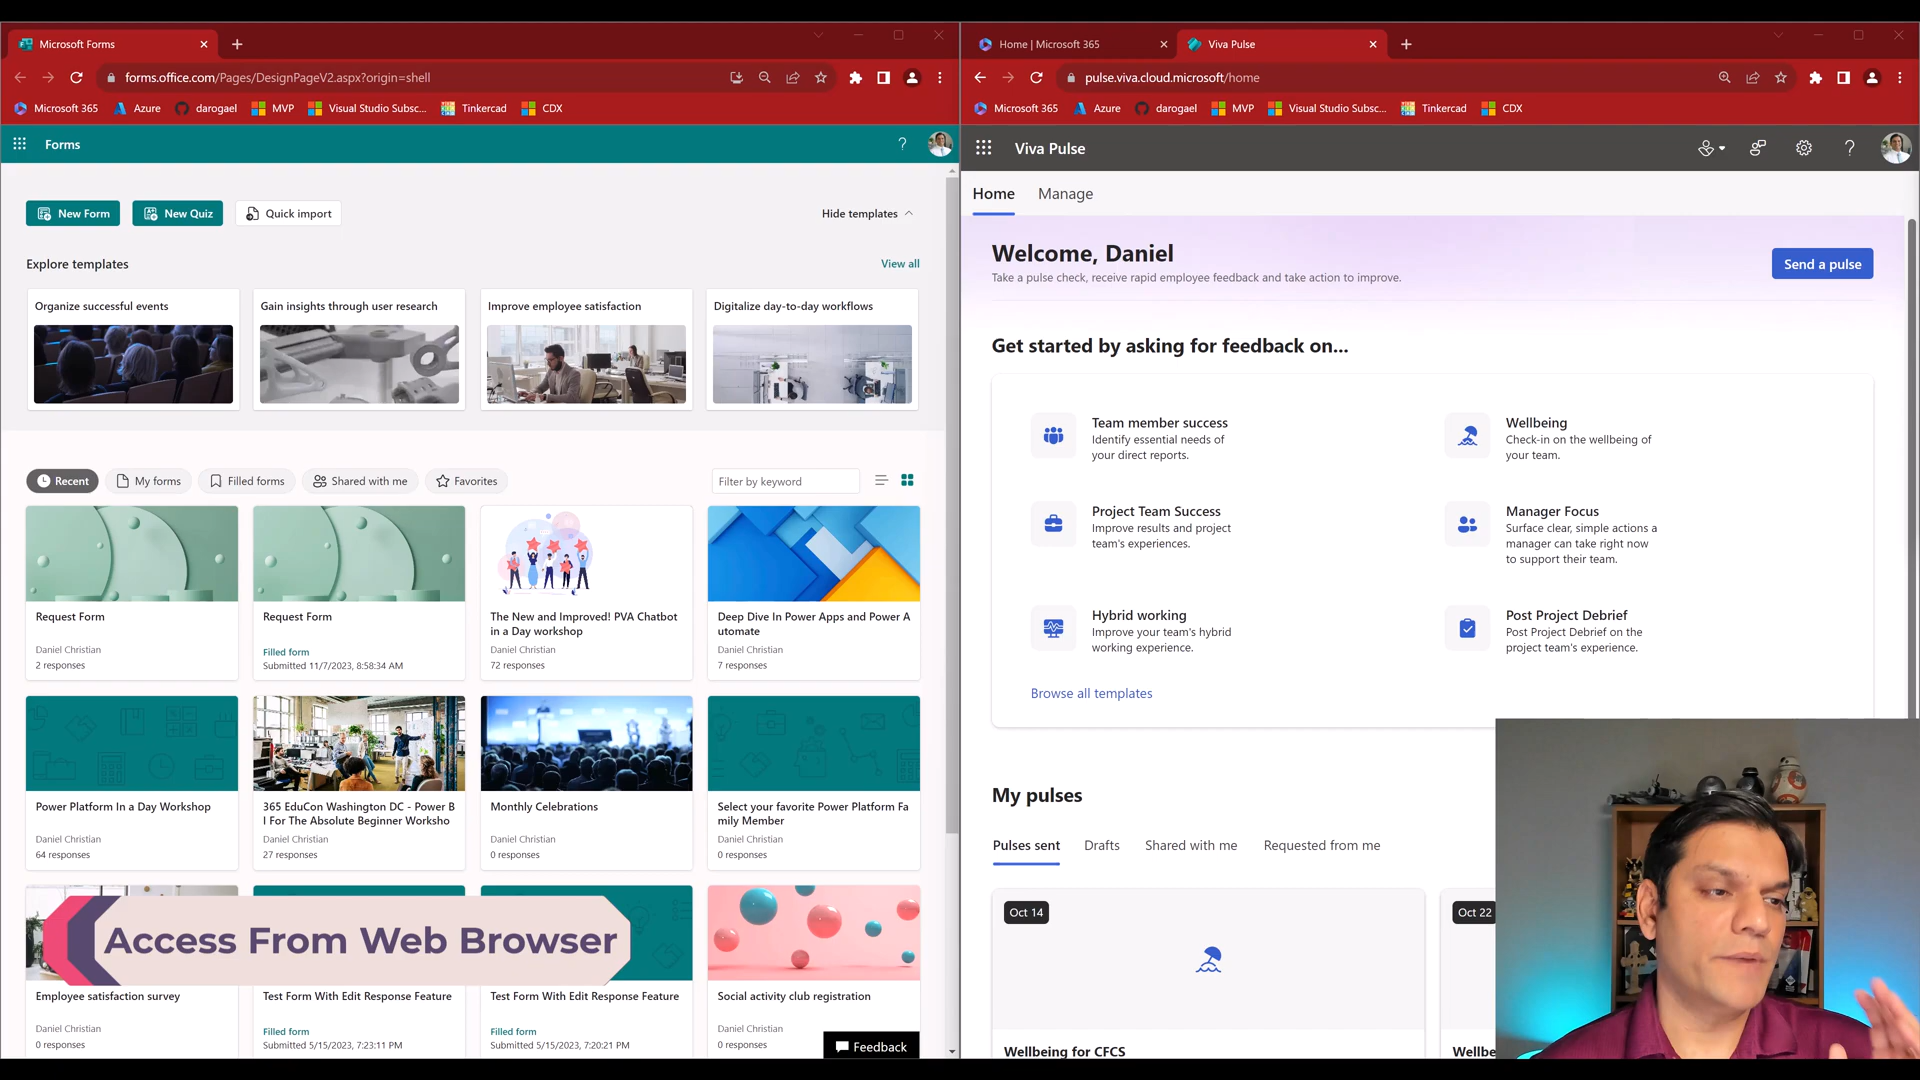 Microsoft Forms
forms.office.com/Pages/DesignPageV2.aspx?origin=shell
Microsoft 365 Azure darogael MVP Visual Studio Subsc... Tinkercad CDX
Forms
?
New Form New Quiz Quick import Hide templates
Explore templates View all
Organize successful events
Gain insights through user research
Improve employee satisfaction
Digitalize day-to-day workflows
Recent My forms Filled forms Shared with me Favorites Filter by keyword
Request Form
Daniel Christian
2 responses
Request Form
Filled form
Submitted 11/7/2023, 8:58:34 AM
The New and Improved! PVA Chatbot
in a Day workshop
Daniel Christian
72 responses
Deep Dive In Power Apps and Power A
utomate
Daniel Christian
7 responses
Power Platform In a Day Workshop
Daniel Christian
64 responses
365 EduCon Washington DC - Power B
I For The Absolute Beginner Worksho
Daniel Christian
27 responses
Monthly Celebrations
Daniel Christian
0 responses
Select your favorite Power Platform Fa
mily Member
Daniel Christian
0 responses
Access From Web Browser
Employee satisfaction survey
Daniel Christian
0 responses
Test Form With Edit Response Feature
Filled form
Submitted 5/15/2023, 7:23:11 PM
Test Form With Edit Response Feature
Filled form
Submitted 5/15/2023, 7:20:21 PM
Social activity club registration
Daniel Christian
0 responses
Feedback
Home | Microsoft 365 Viva Pulse
pulse.viva.cloud.microsoft/home
Microsoft 365 Azure darogael MVP Visual Studio Subsc... Tinkercad CDX
Viva Pulse
?
Home Manage
Welcome, Daniel
Take a pulse check, receive rapid employee feedback and take action to improve.
Send a pulse
Get started by asking for feedback on...
Team member success
Identify essential needs of
your direct reports.
Wellbeing
Check-in on the wellbeing of
your team.
Project Team Success
Improve results and project
team's experiences.
Manager Focus
Surface clear, simple actions a
manager can take right now
to support their team.
Hybrid working
Improve your team's hybrid
working experience.
Post Project Debrief
Post Project Debrief on the
project team's experience.
Browse all templates
My pulses
Pulses sent Drafts Shared with me Requested from me
Oct 14
Oct 22
Wellbeing for CFCS
Wellbe